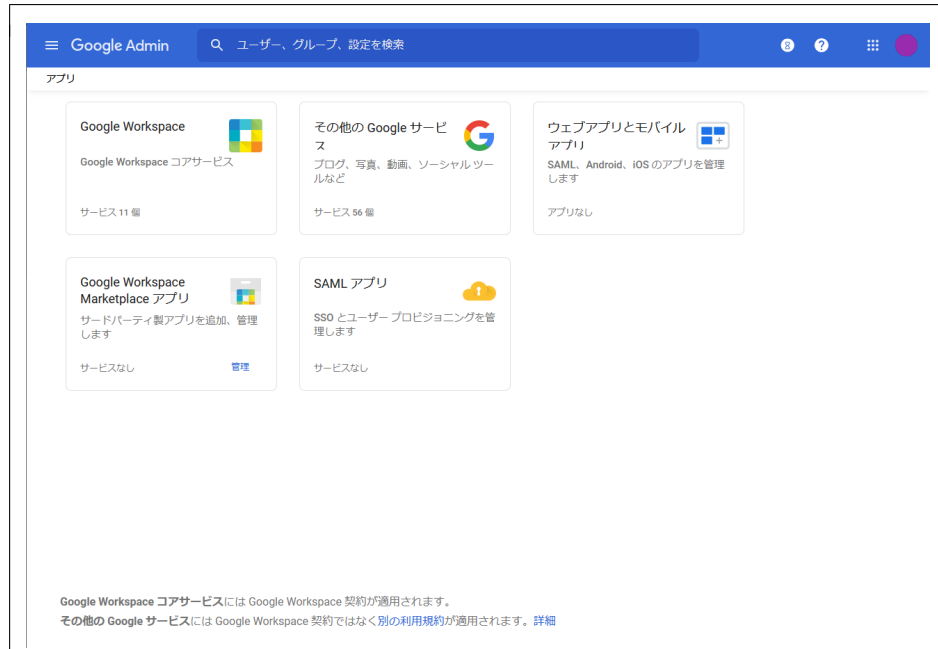 Google Admin
ユーザー、グループ、設定を検索
8
?
アプリ
Google Workspace
Google Workspace コアサービス
サービス 11 個
その他の Google サービ
ス
ブログ、写真、動画、ソーシャル ツー
ルなど
サービス 56 個
ウェブアプリとモバイル
アプリ
SAML、Android、iOS のアプリを管理
します
アプリなし
Google Workspace
Marketplace アプリ
サードパーティ製アプリを追加、管理
します
サービスなし
管理
SAML アプリ
SSO とユーザー プロビジョニングを管
理します
サービスなし
Google Workspace コアサービスには Google Workspace 契約が適用されます。
その他の Google サービスには Google Workspace 契約ではなく別の利用規約が適用されます。詳細